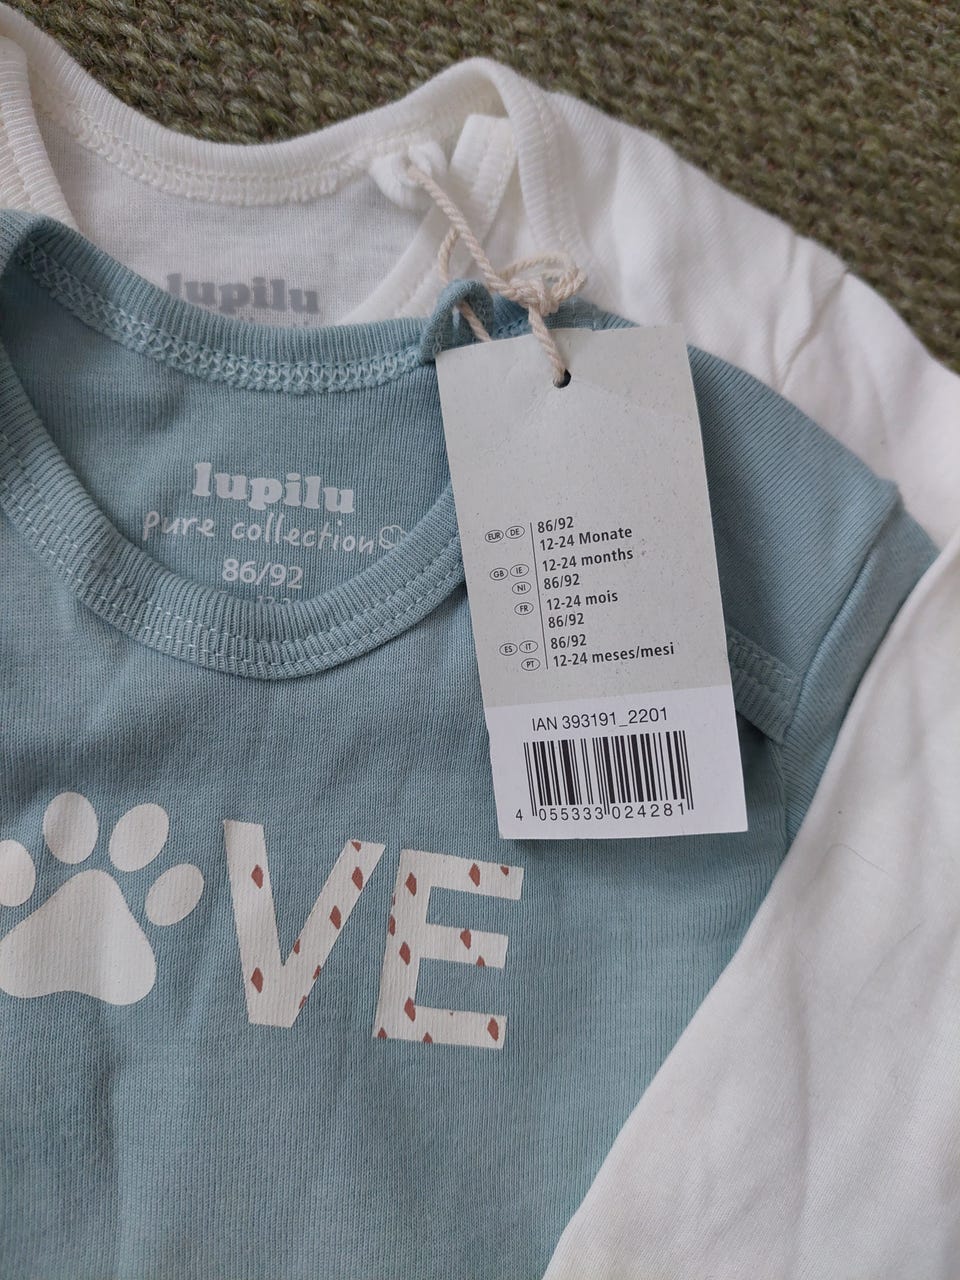 lupilu
lupilu
pure collection
86/92
EUR DE
86/92
12-24 Monate
GB IE
NI
12-24 months
86/92
FR
12-24 mois
86/92
ES IT
PT
86/92
12-24 meses/mesi
IAN 393191_2201
4 055333 024281
VE